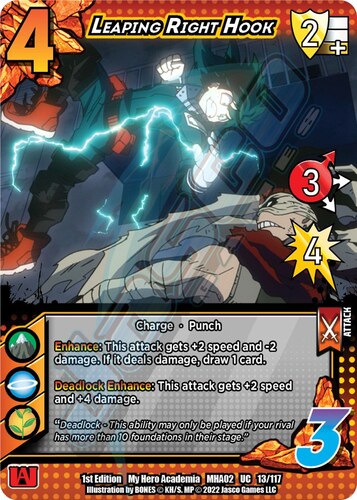 4
LEAPING RIGHT HOOK
2
+
3
4
Charge · Punch
ATTACK
Enhance: This attack gets +2 speed and -2
damage. If it deals damage, draw 1 card.
Deadlock Enhance: This attack gets +2 speed
and +4 damage.
"Deadlock - This ability may only be played if your rival
has more than 10 foundations in their stage."
3
1st Edition My Hero Academia MHA02 UC 13/117
Illustration by BONES © KH/S. MP © 2022 Jasco Games LLC